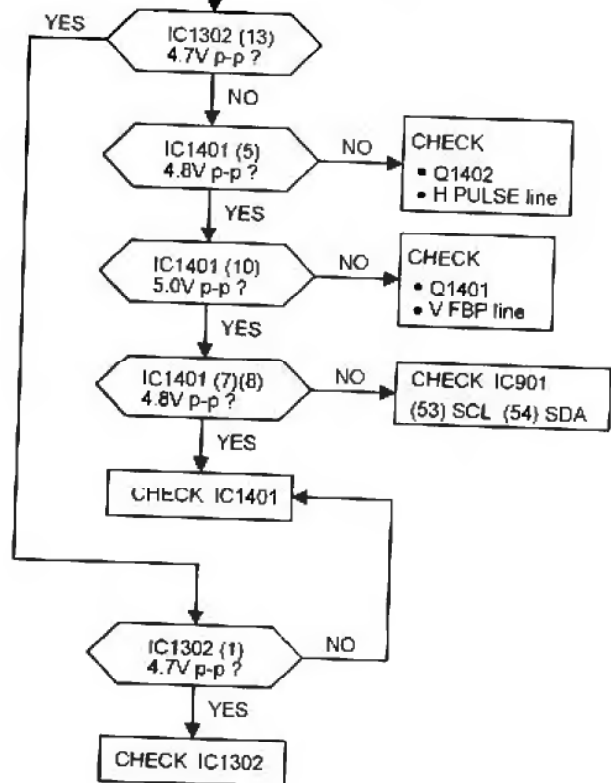 YES
IC1302 (13)
4.7V p-p ?
NO
IC1401 (5)
4.8V p-p ?
NO
CHECK
• Q1402
• H PULSE line
YES
IC1401 (10)
5.0V p-p ?
NO
CHECK
• Q1401
• V FBP line
YES
IC1401 (7)(8)
4.8V p-p ?
NO
CHECK IC901
(53) SCL (54) SDA
YES
CHECK IC1401
IC1302 (1)
4.7V p-p ?
NO
YES
CHECK IC1302